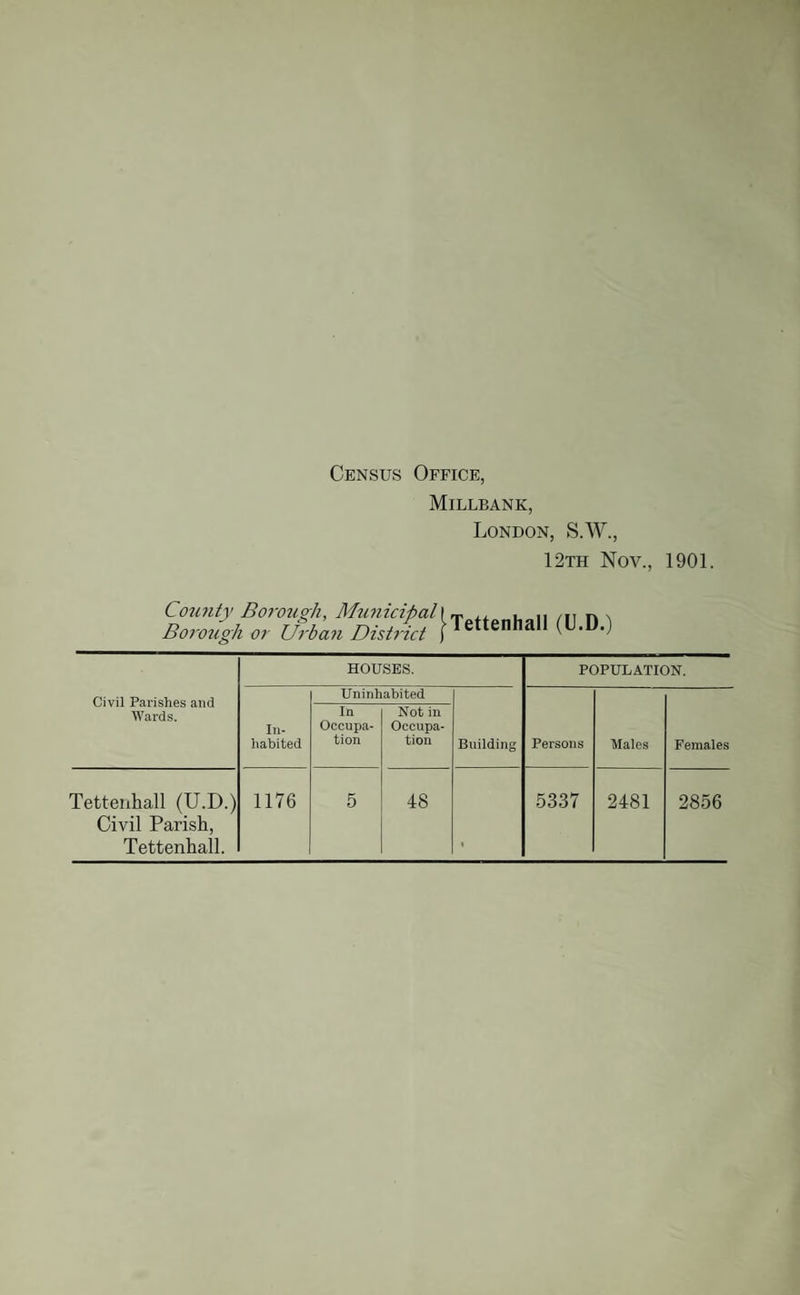 Census Office,
Millbank,
London, S.W.,
12th Nov., 1901.
County Borough, Municipal
Borough or Urban District } Tettenhall (U.D.)
Civil Parishes and
Wards.
HOUSES.
POPULATION.
In-
habited
Uninhabited
In
Occupa-
tion
Not in
Occupa-
tion
Building
Persons
Males
Females
Tettenhall (U.D.) 1176 5 48 5337 2481 2856
Civil Parish,
Tettenhall.